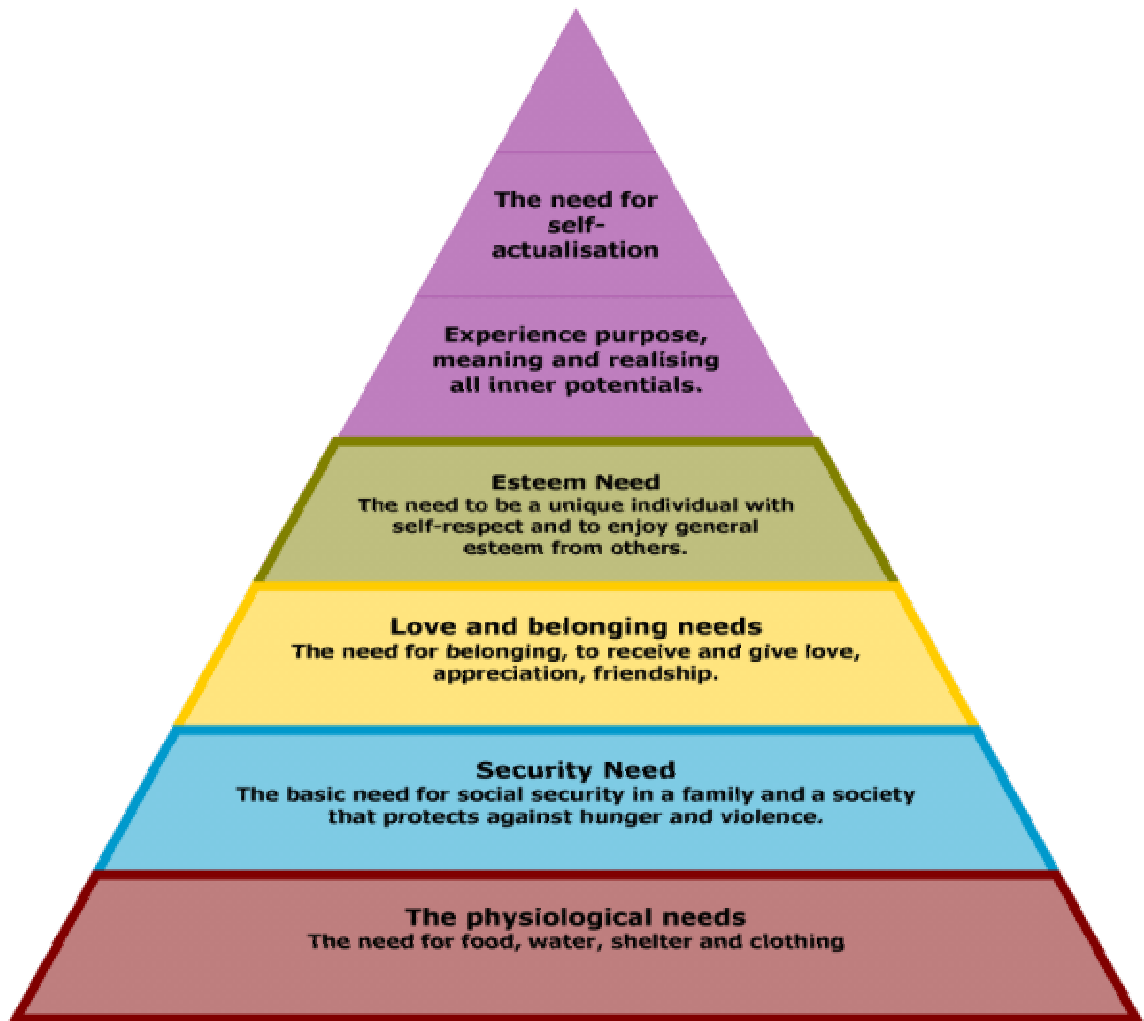 The need for
self-
actualisation
Experience purpose,
meaning and realising
all inner potentials.
Esteem Need
The need to be a unique individual with
self-respect and to enjoy general
esteem from others.
Love and belonging needs
The need for belonging, to receive and give love,
appreciation, friendship.
Security Need
The basic need for social security in a family and a society
that protects against hunger and violence.
The physiological needs
The need for food, water, shelter and clothing